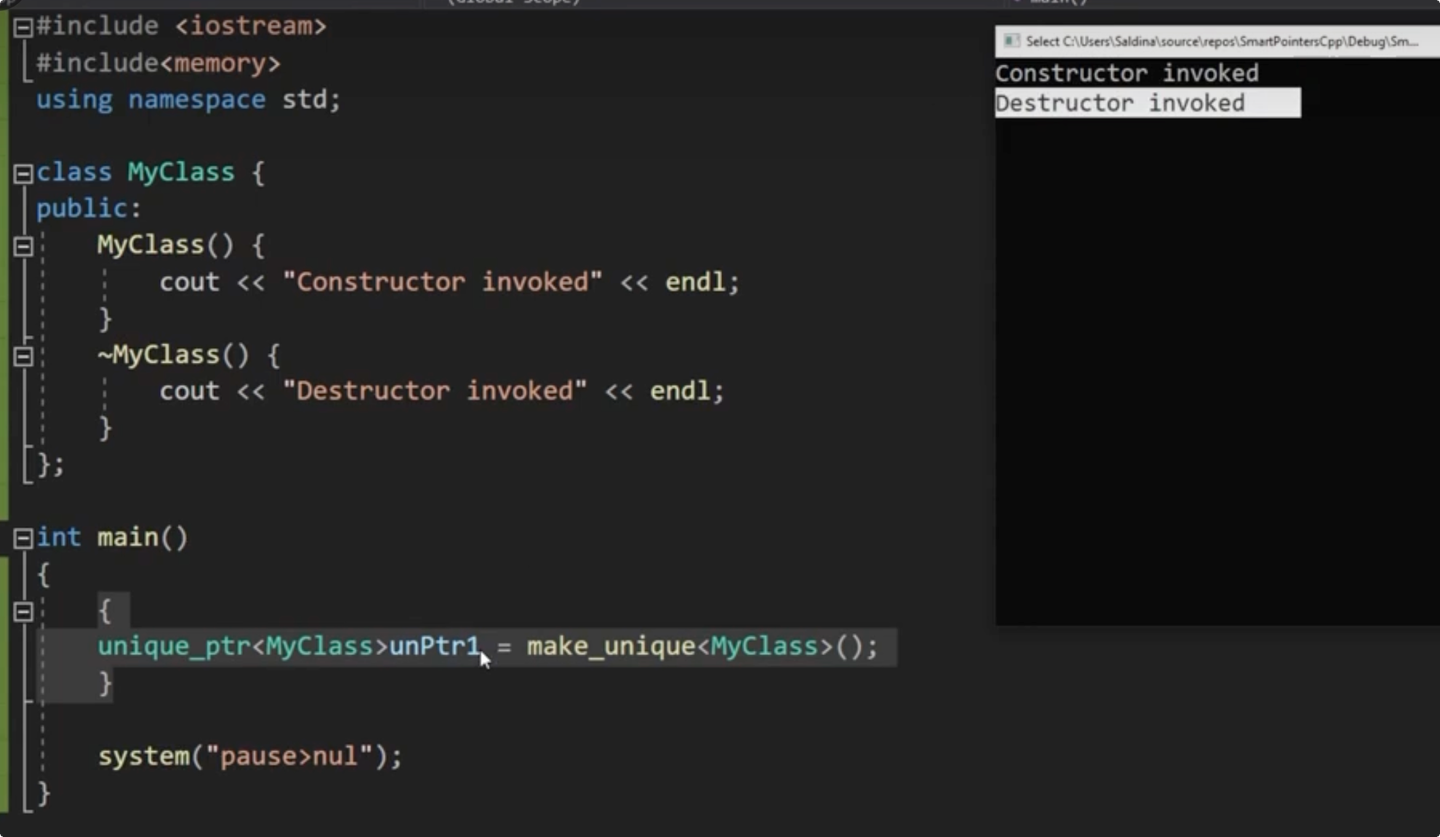 #include <iostream>
#include<memory>
using namespace std;
class MyClass {
public:
MyClass() {
cout << "Constructor invoked" << endl;
}
~MyClass() {
cout << "Destructor invoked" << endl;
}
};
int main()
{
{
unique_ptr<MyClass>unPtr1 = make_unique<MyClass>();
}
system("pause>nul");
}
Select C:\Users\Saldina\source\repos\SmartPointersCpp\Debug\Sm...
Constructor invoked
Destructor invoked